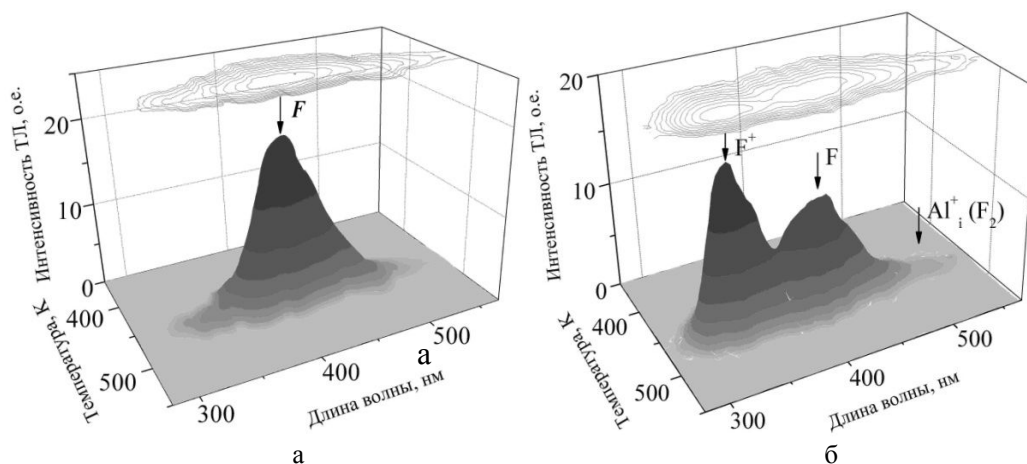 Интенсивность ТЛ, о.е.
20
10
0
F
400
500
Температура, К
300
400
500
Длина волны, нм
а
а
Интенсивность ТЛ, о.е.
20
10
0
F+
F
Al+i (F2)
400
500
Температура, К
300
400
500
Длина волны, нм
б